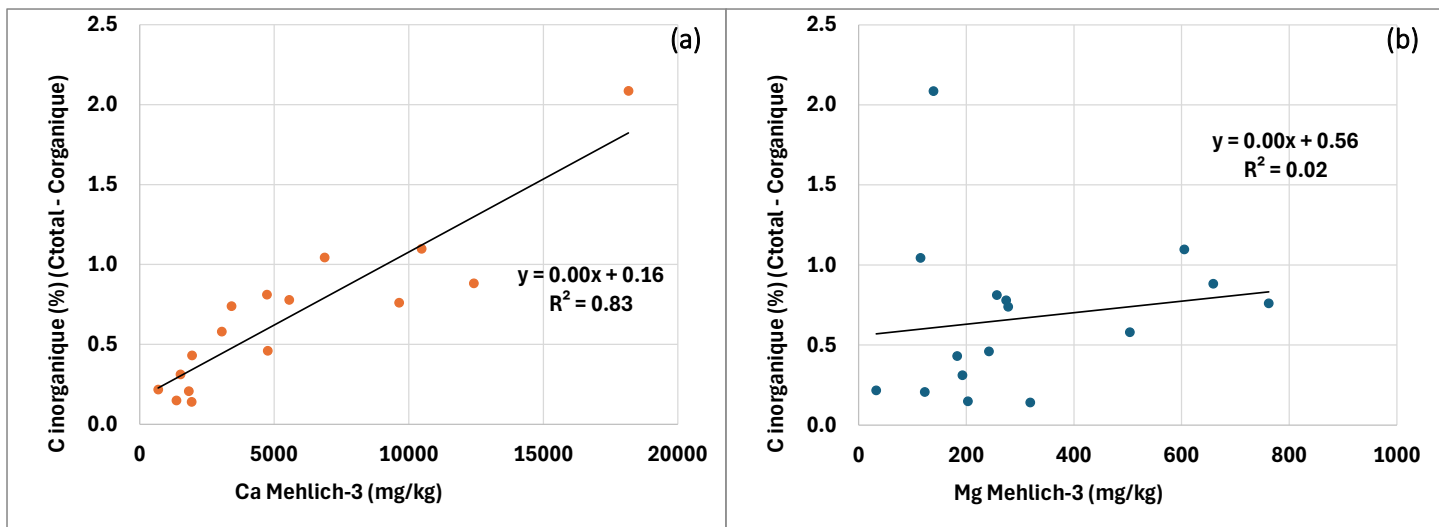 (a)
C inorganique (%) (Ctotal - Corganique)
2.5
2.0
1.5
1.0
0.5
0.0
y = 0.00x + 0.16
R² = 0.83
0 5000 10000 15000 20000
Ca Mehlich-3 (mg/kg)
(b)
C inorganique (%) (Ctotal - Corganique)
2.5
2.0
1.5
1.0
0.5
0.0
y = 0.00x + 0.56
R² = 0.02
0 200 400 600 800 1000
Mg Mehlich-3 (mg/kg)